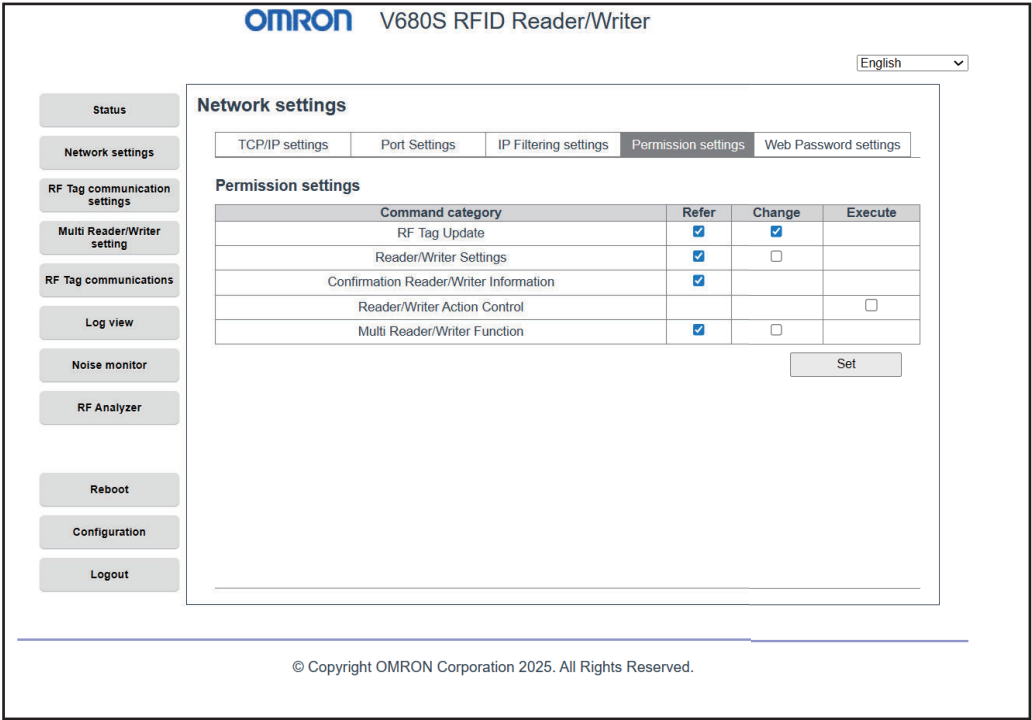 OMRON V680S RFID Reader/Writer
English
Status
Network settings
RF Tag communication
settings
Multi Reader/Writer
setting
RF Tag communications
Log view
Noise monitor
RF Analyzer
Reboot
Configuration
Logout
Network settings
TCP/IP settings Port Settings IP Filtering settings Permission settings Web Password settings
Permission settings
Command category Refer Change Execute
RF Tag Update
Reader/Writer Settings
Confirmation Reader/Writer Information
Reader/Writer Action Control
Multi Reader/Writer Function
Set
© Copyright OMRON Corporation 2025. All Rights Reserved.